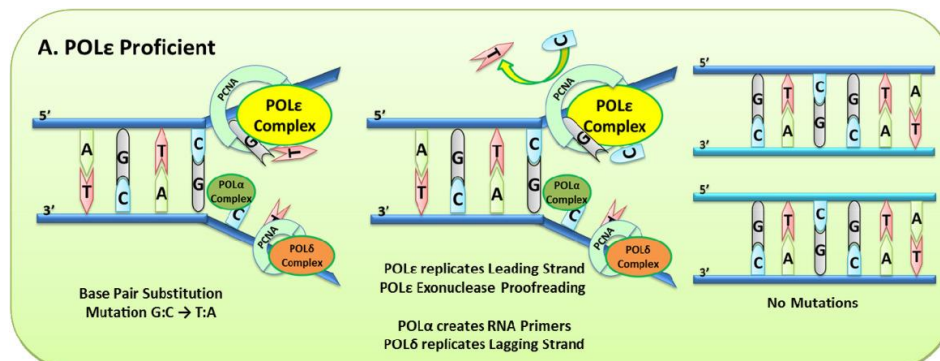 A. POLε Proficient
5’
A G T C
T C A G
3’
PCNA
POLε
Complex
G
T
POLα
Complex
C
PCNA
POLδ
Complex
Base Pair Substitution
Mutation G:C → T:A
T
C
5’
A G T C
T C A G
3’
PCNA
POLε
Complex
G
C
POLα
Complex
C
PCNA
POLδ
Complex
POLε replicates Leading Strand
POLε Exonuclease Proofreading
POLα creates RNA Primers
POLδ replicates Lagging Strand
5’
G T C G T A
C A G C A T
3’
5’
G T C G T A
C A G C A T
3’
No Mutations